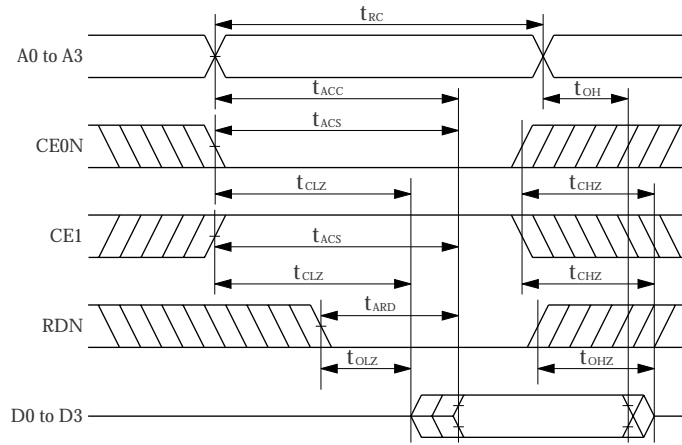 tRC
A0 to A3
tACC
tOH
tACS
CE0N
tCLZ
tCHZ
CE1
tACS
tCLZ
tCHZ
tARD
RDN
tOLZ
tOHZ
D0 to D3